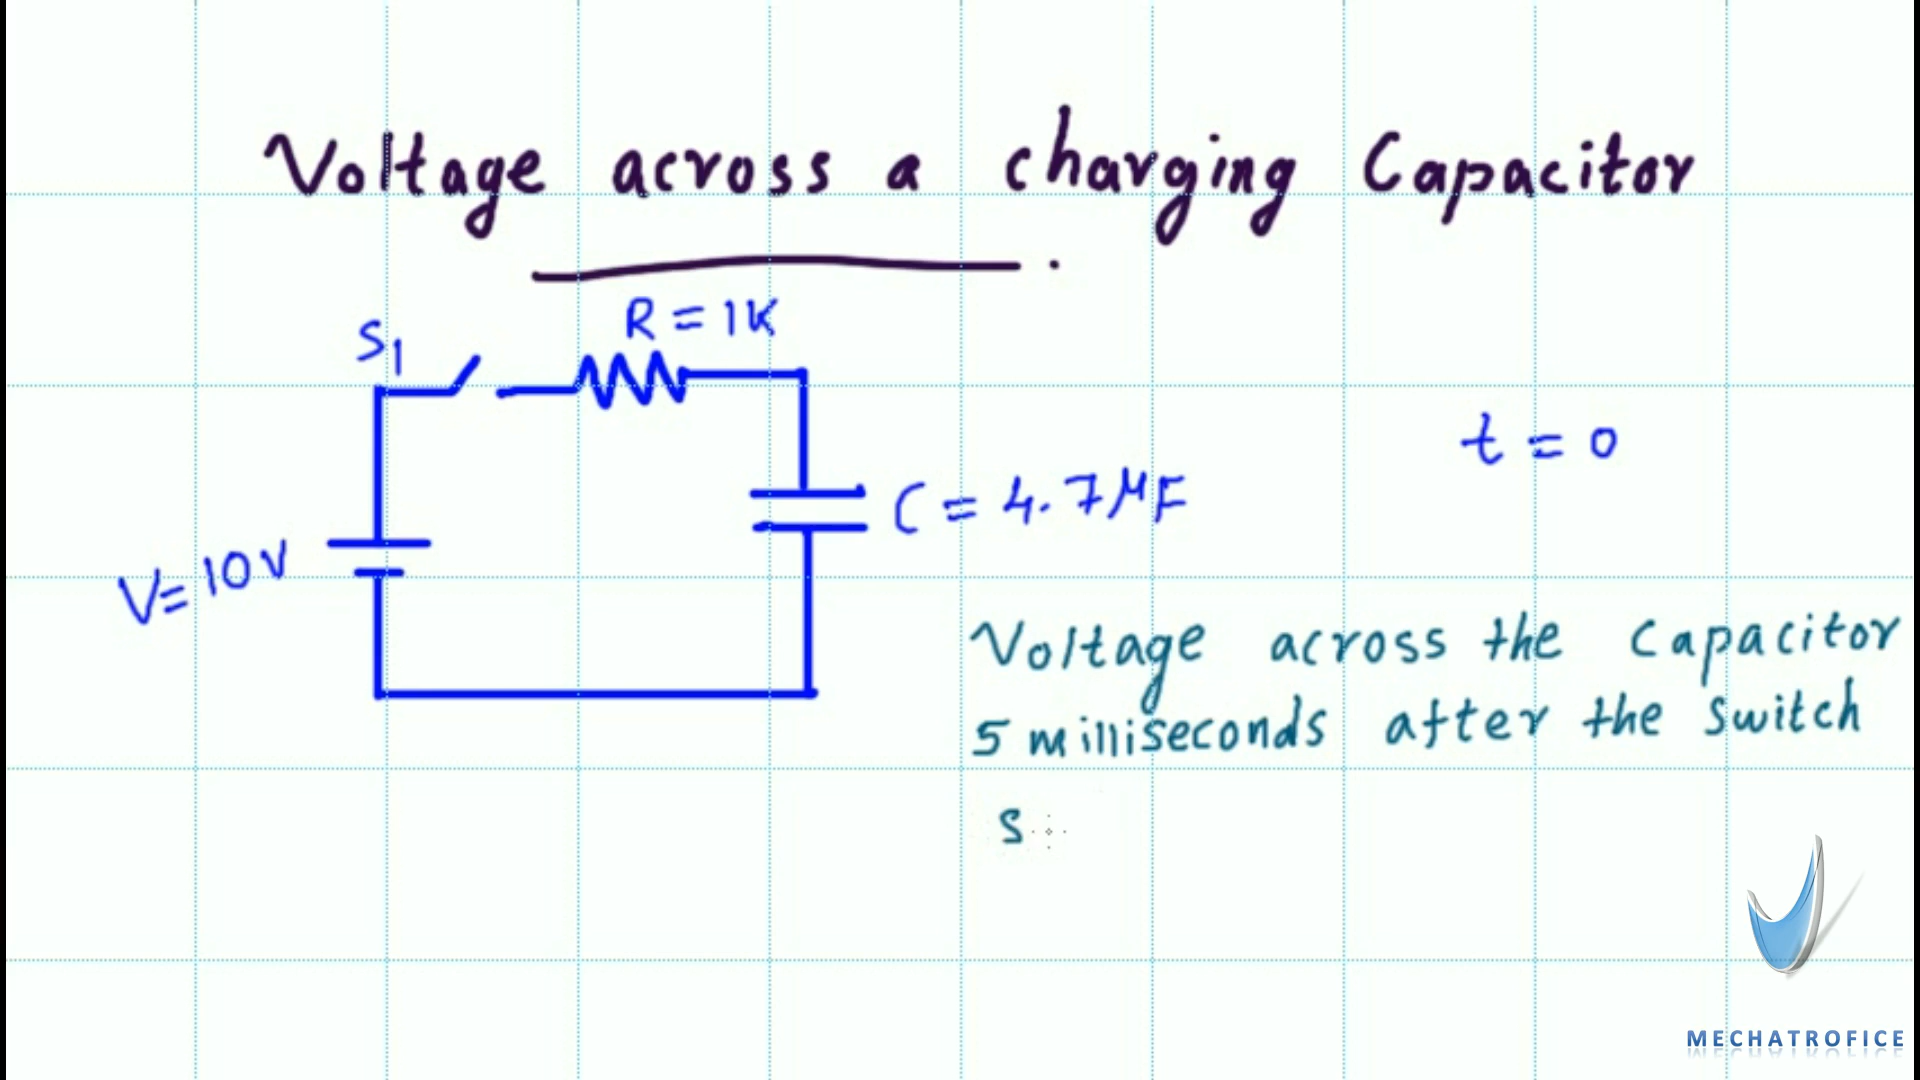 Voltage across a charging Capacitor
R = 1K
S1
t = 0
C = 4.7μF
V=10V
Voltage across the Capacitor
5 milliseconds after the switch
S
MECHATROFICE